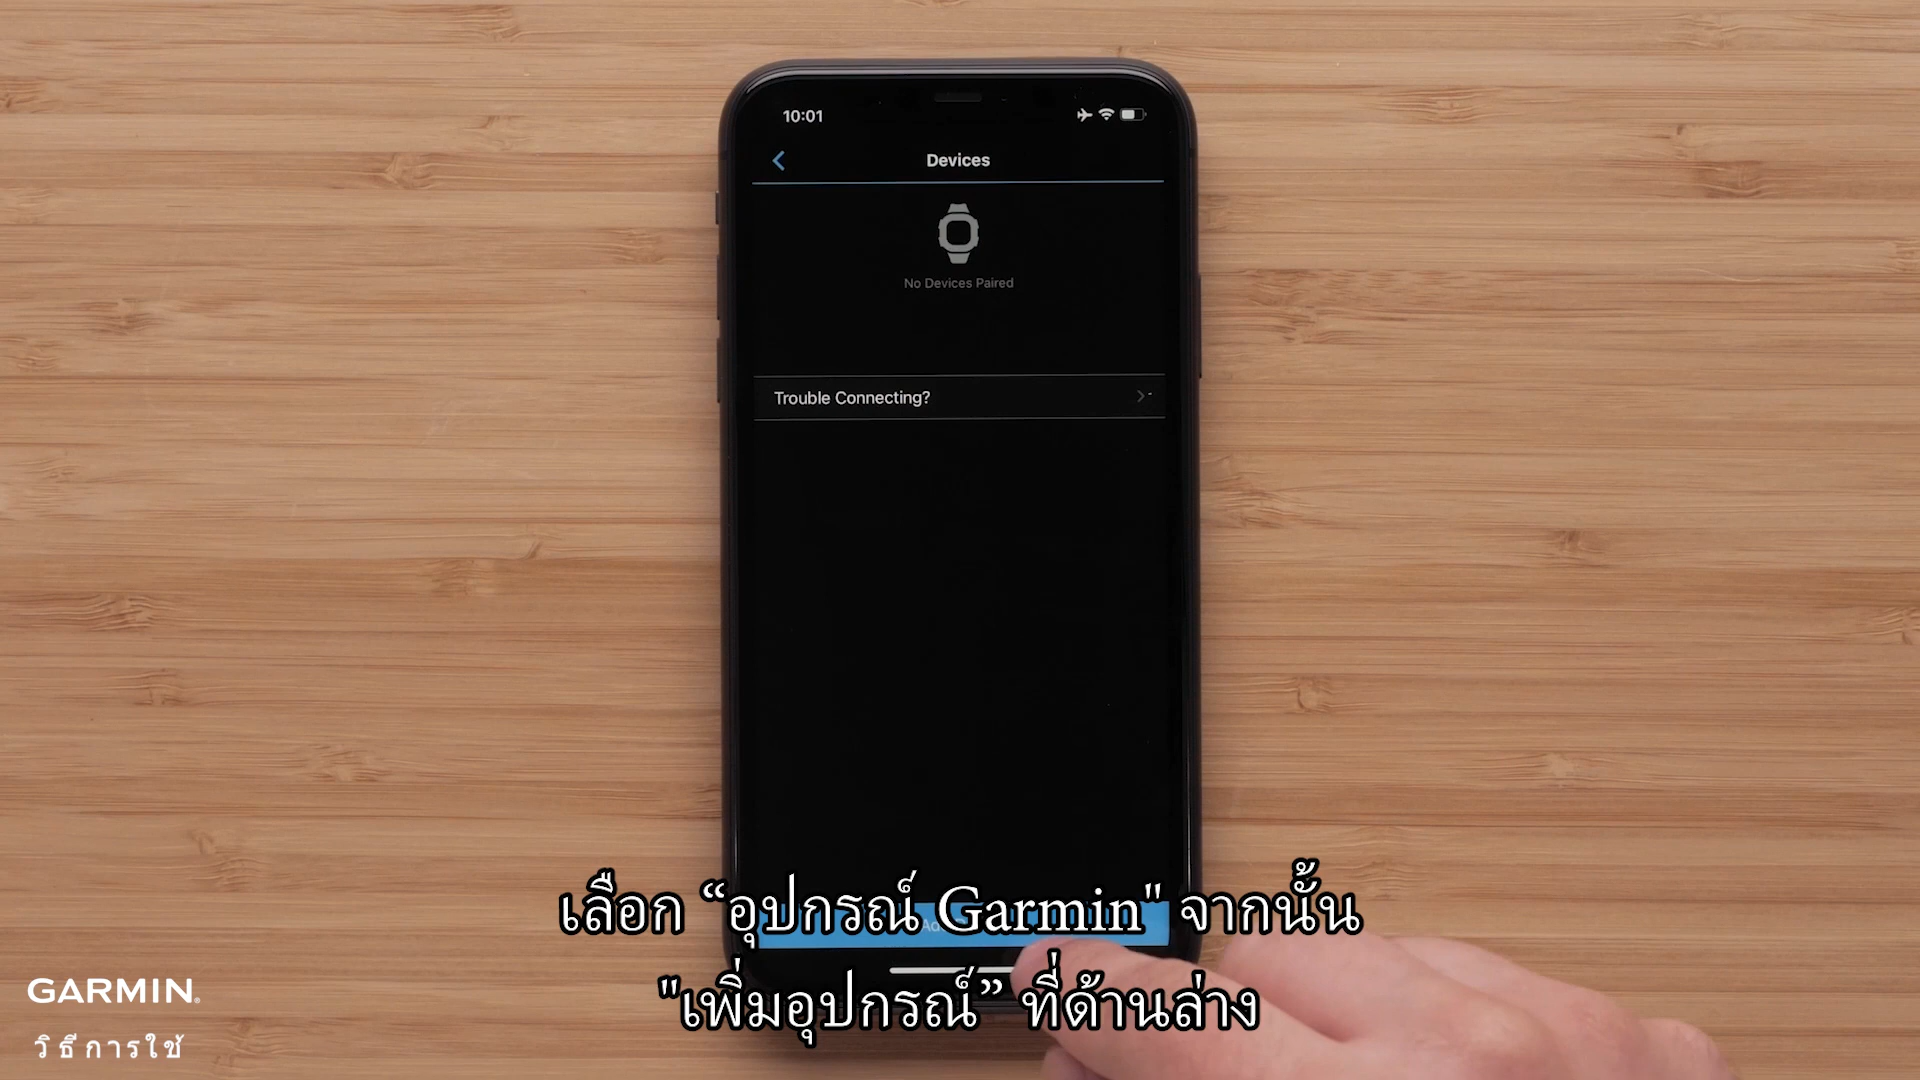 10:01
Devices
No Devices Paired
Trouble Connecting?
เลือก “อุปกรณ์ Garmin" จากนั้น
"เพิ่มอุปกรณ์” ที่ด้านล่าง
GARMIN
วิธีการใช้